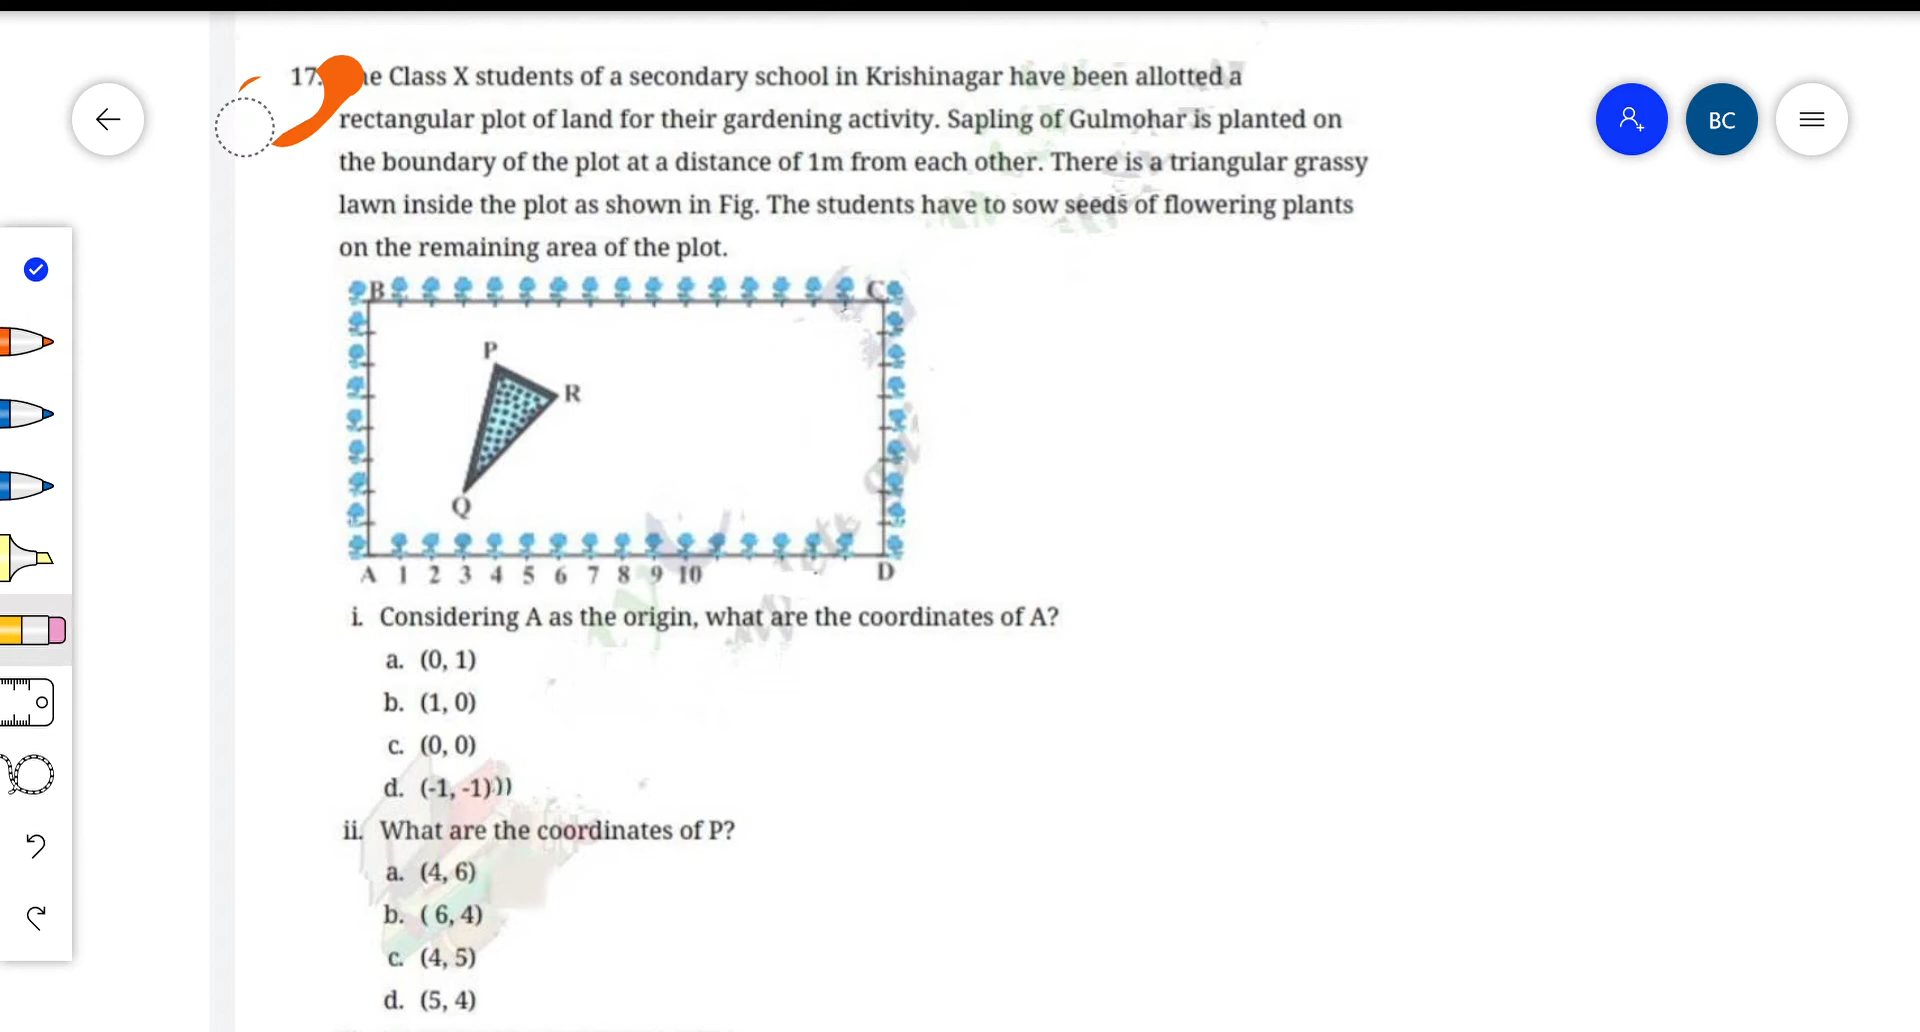 17. he Class X students of a secondary school in Krishinagar have been allotted a
rectangular plot of land for their gardening activity. Sapling of Gulmohar is planted on
the boundary of the plot at a distance of 1m from each other. There is a triangular grassy
lawn inside the plot as shown in Fig. The students have to sow seeds of flowering plants
on the remaining area of the plot.
BC
B C
P
R
Q
A 1 2 3 4 5 6 7 8 9 10 D
i. Considering A as the origin, what are the coordinates of A?
a. (0, 1)
b. (1, 0)
c. (0, 0)
d. (-1, -1)))
ii. What are the coordinates of P?
a. (4, 6)
b. ( 6, 4)
c. (4, 5)
d. (5, 4)